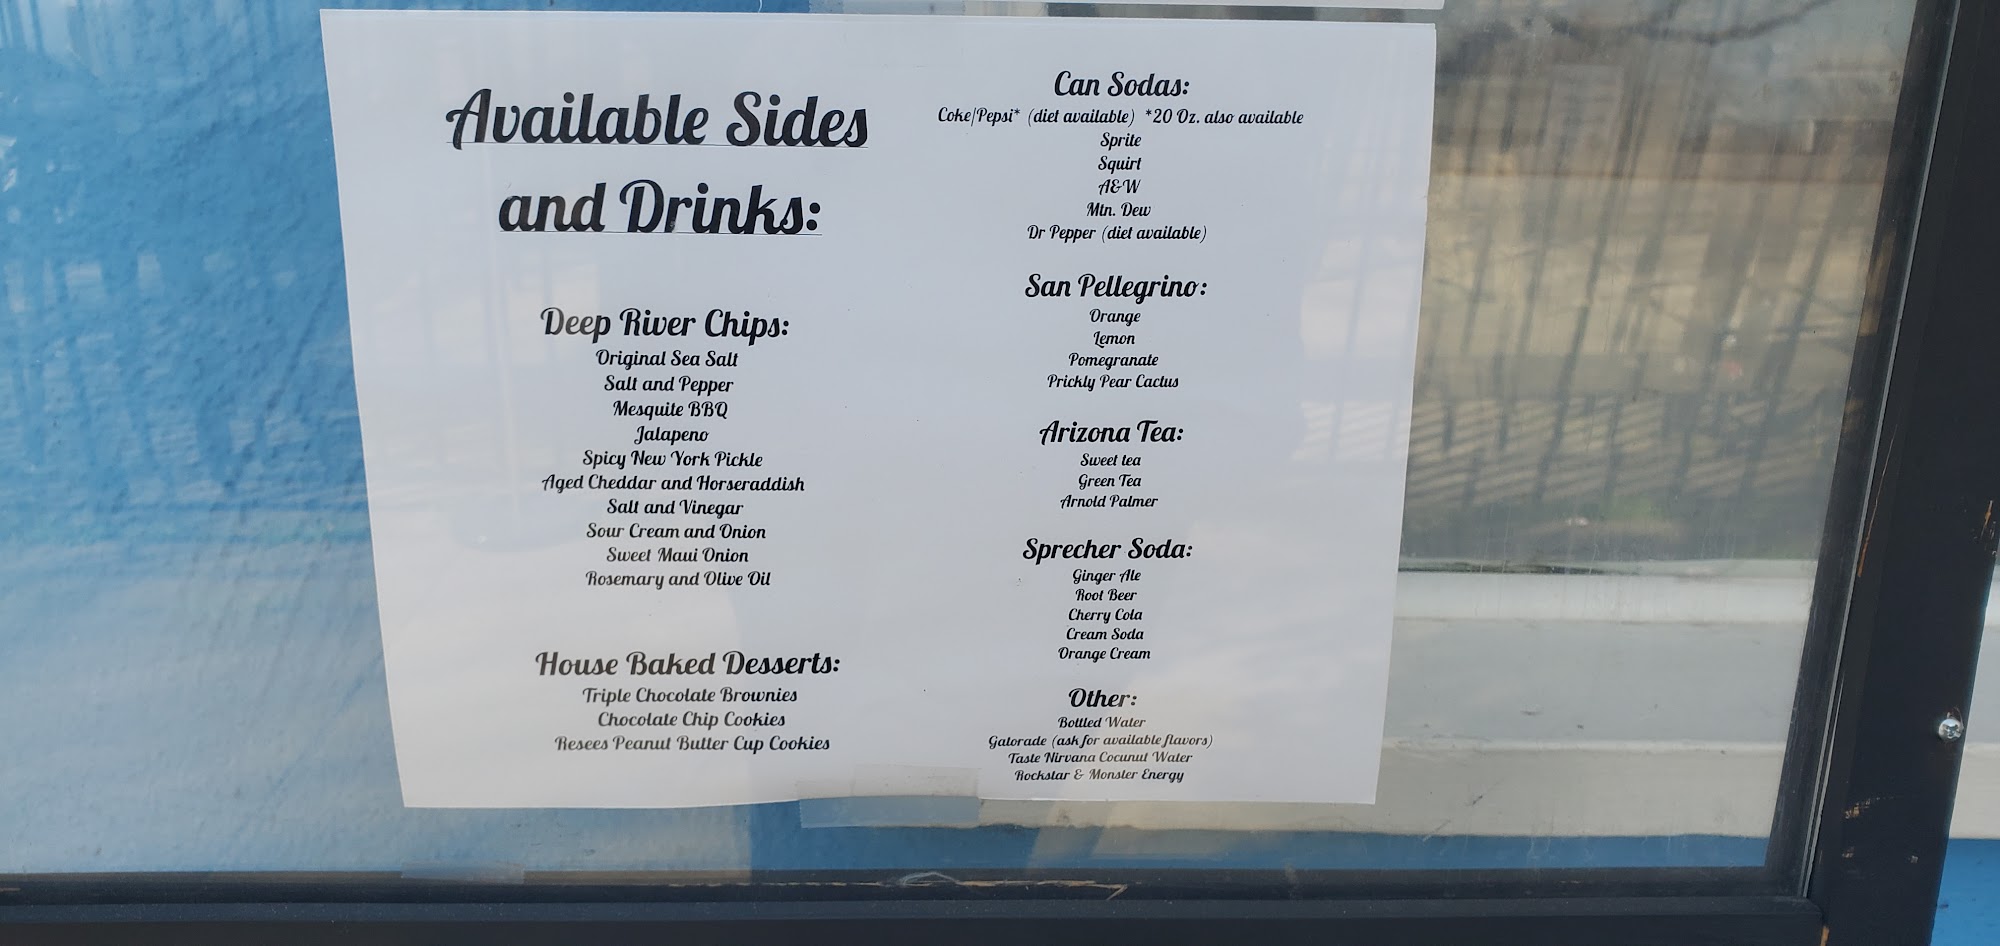 Available Sides
and Drinks:
Deep River Chips:
Original Sea Salt
Salt and Pepper
Mesquite BBQ
Jalapeno
Spicy New York Pickle
Aged Cheddar and Horseraddish
Salt and Vinegar
Sour Cream and Onion
Sweet Maui Onion
Rosemary and Olive Oil
House Baked Desserts:
Triple Chocolate Brownies
Chocolate Chip Cookies
Resees Peanut Butter Cup Cookies
Can Sodas:
Coke/Pepsi* (diet available) *20 Oz. also available
Sprite
Squirt
A&W
Mtn. Dew
Dr Pepper (diet available)
San Pellegrino:
Orange
Lemon
Pomegranate
Prickly Pear Cactus
Arizona Tea:
Sweet tea
Green Tea
Arnold Palmer
Sprecher Soda:
Ginger Ale
Root Beer
Cherry Cola
Cream Soda
Orange Cream
Other:
Bottled Water
Gatorade (ask for available flavors)
Taste Nirvana Cocunut Water
Rockstar & Monster Energy